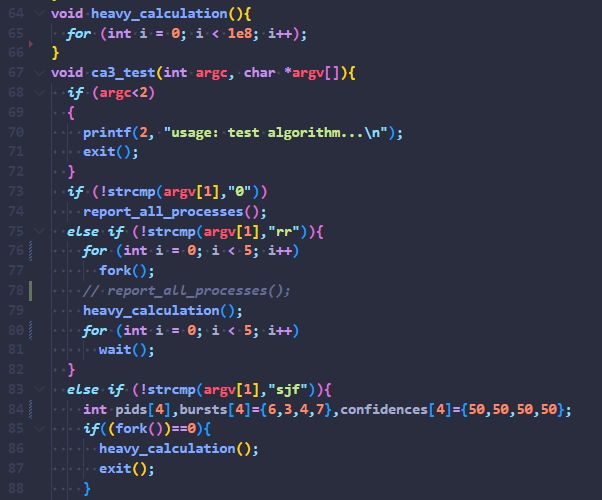 64 void heavy_calculation(){
65 for (int i = 0; i < 1e8; i++);
66 }
67 void ca3_test(int argc, char *argv[]){
68 if (argc<2)
69 {
70 printf(2, "usage: test algorithm...\n");
71 exit();
72 }
73 if (!strcmp(argv[1],"0"))
74 report_all_processes();
75 else if (!strcmp(argv[1],"rr")){
76 for (int i = 0; i < 5; i++)
77 fork();
78 // report_all_processes();
79 heavy_calculation();
80 for (int i = 0; i < 5; i++)
81 wait();
82 }
83 else if (!strcmp(argv[1],"sjf")){
84 int pids[4],bursts[4]={6,3,4,7},confidences[4]={50,50,50,50};
85 if((fork())==0){
86 heavy_calculation();
87 exit();
88 }